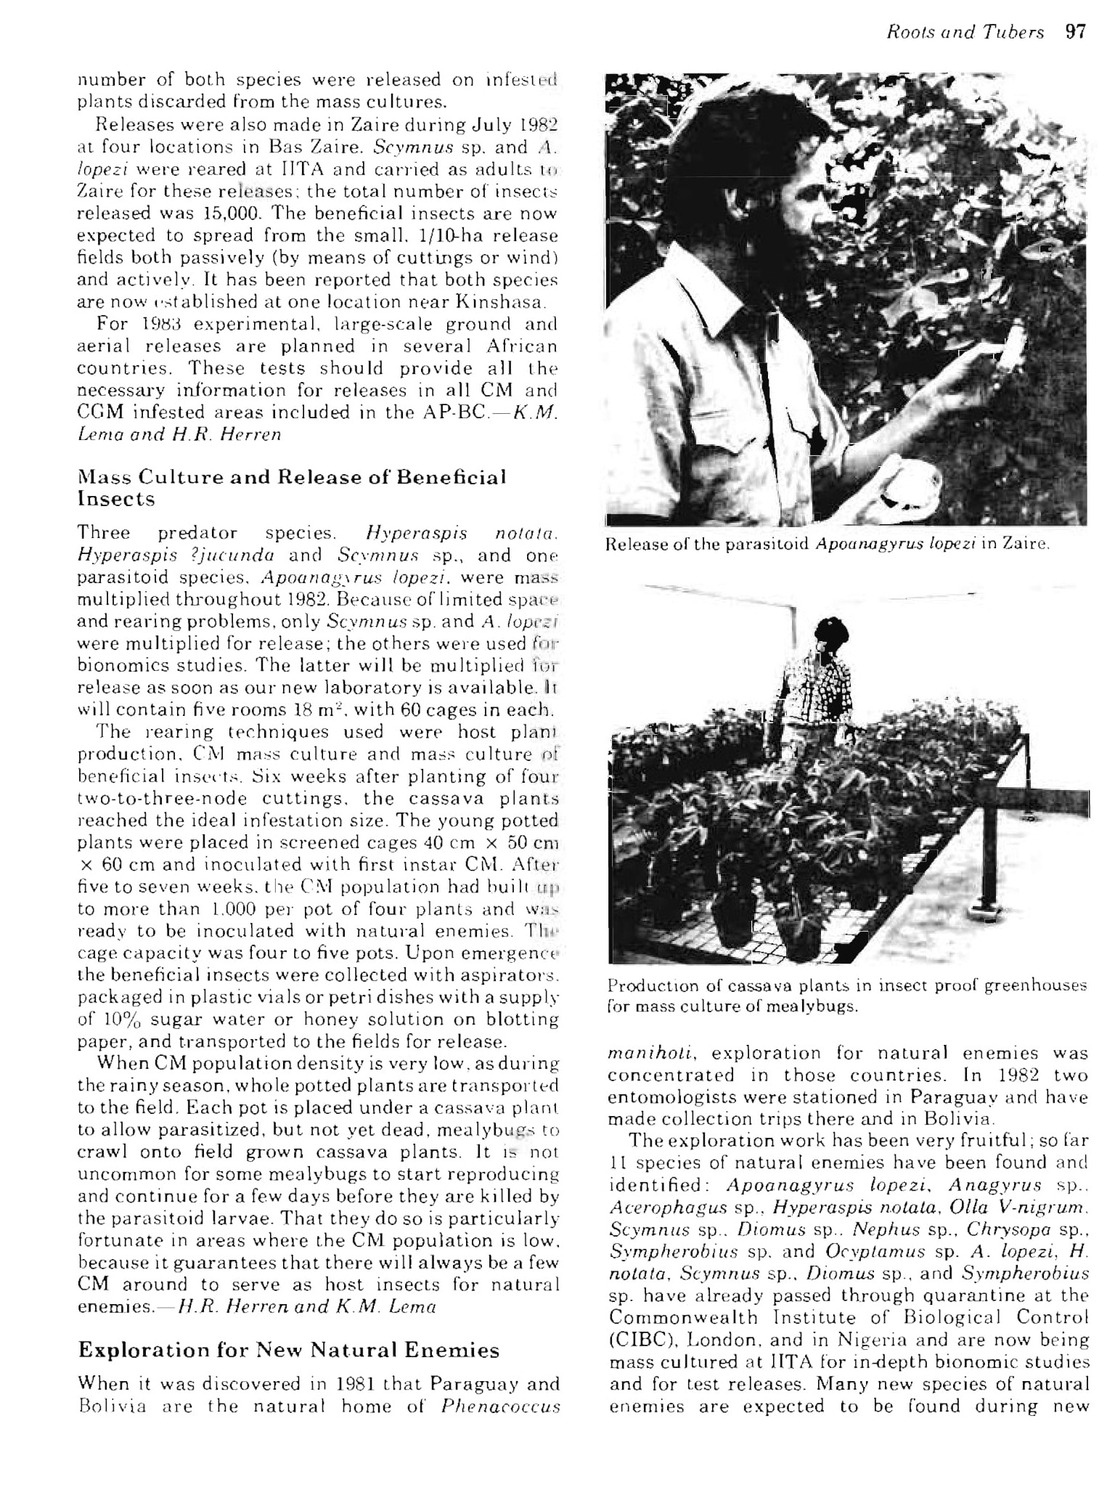 Roots and Tubers 97
number of both species were released on infested
plants discarded from the mass cultures.
Releases were also made in Zaire during July 1982
at four locations in Bas Zaire. Scymnus sp. and A.
lopezi were reared at IITA and carried as adults to
Zaire for these releases; the total number of insects
released was 15,000. The beneficial insects are now
expected to spread from the small, 1/10-ha release
fields both passively (by means of cuttings or wind)
and actively. It has been reported that both species
are now established at one location near Kinshasa.
For 1983 experimental, large-scale ground and
aerial releases are planned in several African
countries. These tests should provide all the
necessary information for releases in all CM and
CGM infested areas included in the AP-BC.—K.M.
Lema and H.R. Herren
Mass Culture and Release of Beneficial
Insects
Three predator species, Hyperaspis notata,
Hyperaspis ?jucunda and Scymnus sp., and one
parasitoid species, Apoanagyrus lopezi, were mass
multiplied throughout 1982. Because of limited space
and rearing problems, only Scymnus sp. and A. lopezi
were multiplied for release; the others were used for
bionomics studies. The latter will be multiplied for
release as soon as our new laboratory is available. It
will contain five rooms 18 m², with 60 cages in each.
The rearing techniques used were host plant
production, CM mass culture and mass culture of
beneficial insects. Six weeks after planting of four
two-to-three-node cuttings, the cassava plants
reached the ideal infestation size. The young potted
plants were placed in screened cages 40 cm × 50 cm
× 60 cm and inoculated with first instar CM. After
five to seven weeks, the CM population had built up
to more than 1,000 per pot of four plants and was
ready to be inoculated with natural enemies. The
cage capacity was four to five pots. Upon emergence
the beneficial insects were collected with aspirators,
packaged in plastic vials or petri dishes with a supply
of 10% sugar water or honey solution on blotting
paper, and transported to the fields for release.
When CM population density is very low, as during
the rainy season, whole potted plants are transported
to the field. Each pot is placed under a cassava plant
to allow parasitized, but not yet dead, mealybugs to
crawl onto field grown cassava plants. It is not
uncommon for some mealybugs to start reproducing
and continue for a few days before they are killed by
the parasitoid larvae. That they do so is particularly
fortunate in areas where the CM population is low,
because it guarantees that there will always be a few
CM around to serve as host insects for natural
enemies.—H.R. Herren and K.M. Lema
Exploration for New Natural Enemies
When it was discovered in 1981 that Paraguay and
Bolivia are the natural home of Phenacoccus
Release of the parasitoid Apoanagyrus lopezi in Zaire.
Production of cassava plants in insect proof greenhouses
for mass culture of mealybugs.
manihoti, exploration for natural enemies was
concentrated in those countries. In 1982 two
entomologists were stationed in Paraguay and have
made collection trips there and in Bolivia.
The exploration work has been very fruitful; so far
11 species of natural enemies have been found and
identified: Apoanagyrus lopezi, Anagyrus sp.,
Acerophagus sp., Hyperaspis notata, Olla V-nigrum,
Scymnus sp., Diomus sp., Nephus sp., Chrysopa sp.,
Sympherobius sp. and Ocyptamus sp. A. lopezi, H.
notata, Scymnus sp., Diomus sp., and Sympherobius
sp. have already passed through quarantine at the
Commonwealth Institute of Biological Control
(CIBC), London, and in Nigeria and are now being
mass cultured at IITA for in-depth bionomic studies
and for test releases. Many new species of natural
enemies are expected to be found during new